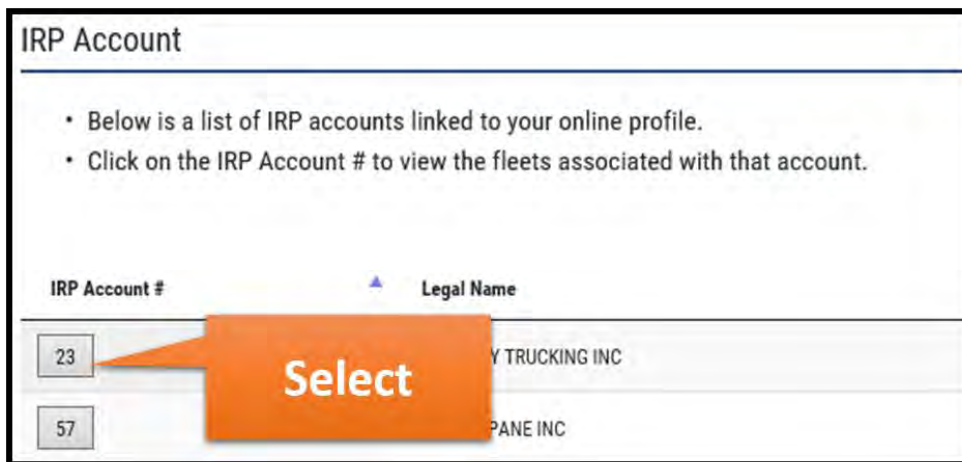 IRP Account
• Below is a list of IRP accounts linked to your online profile.
• Click on the IRP Account # to view the fleets associated with that account.
IRP Account # Legal Name
23 Select TRUCKING INC
57 INC